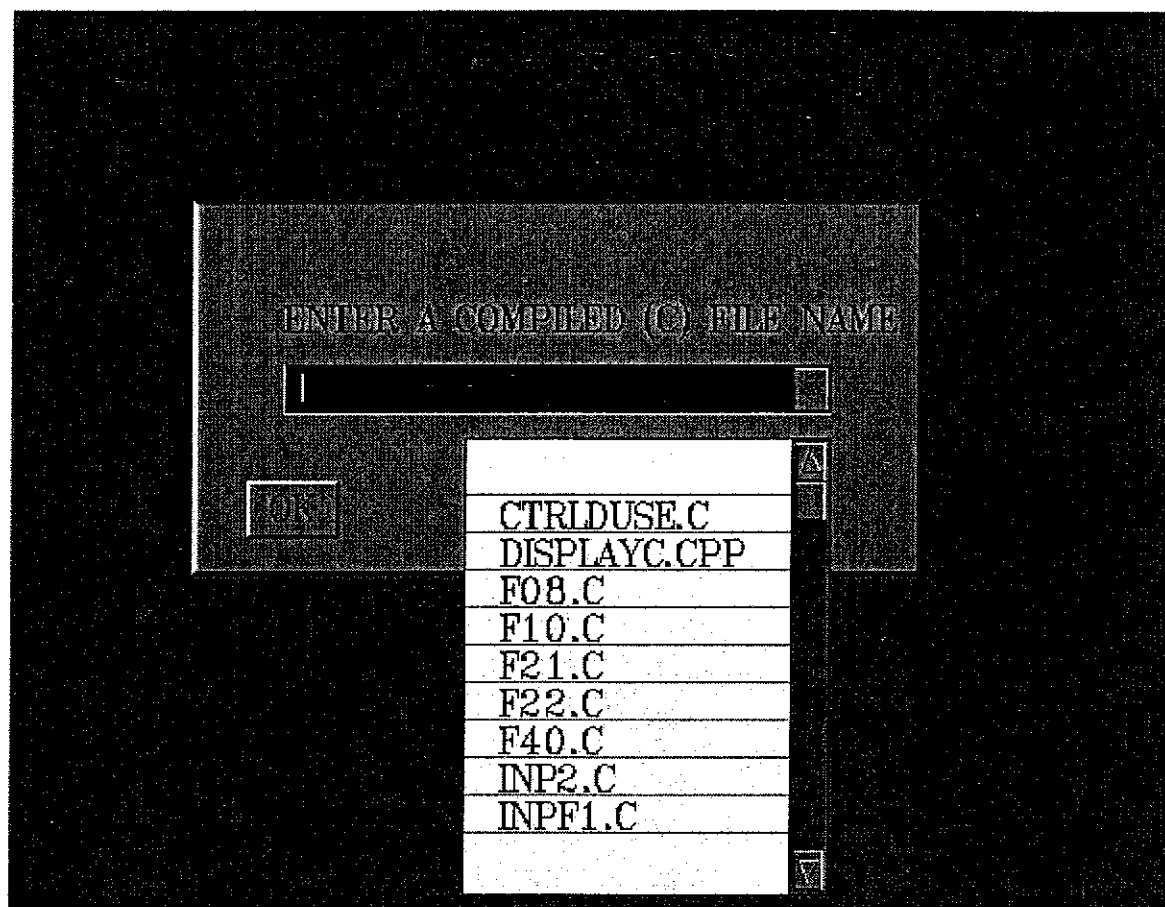 ENTER A COMPILED (C) FILE NAME
OK
CTRLDUSE.C
DISPLAYC.CPP
F08.C
F10.C
F21.C
F22.C
F40.C
INP2.C
INPF1.C